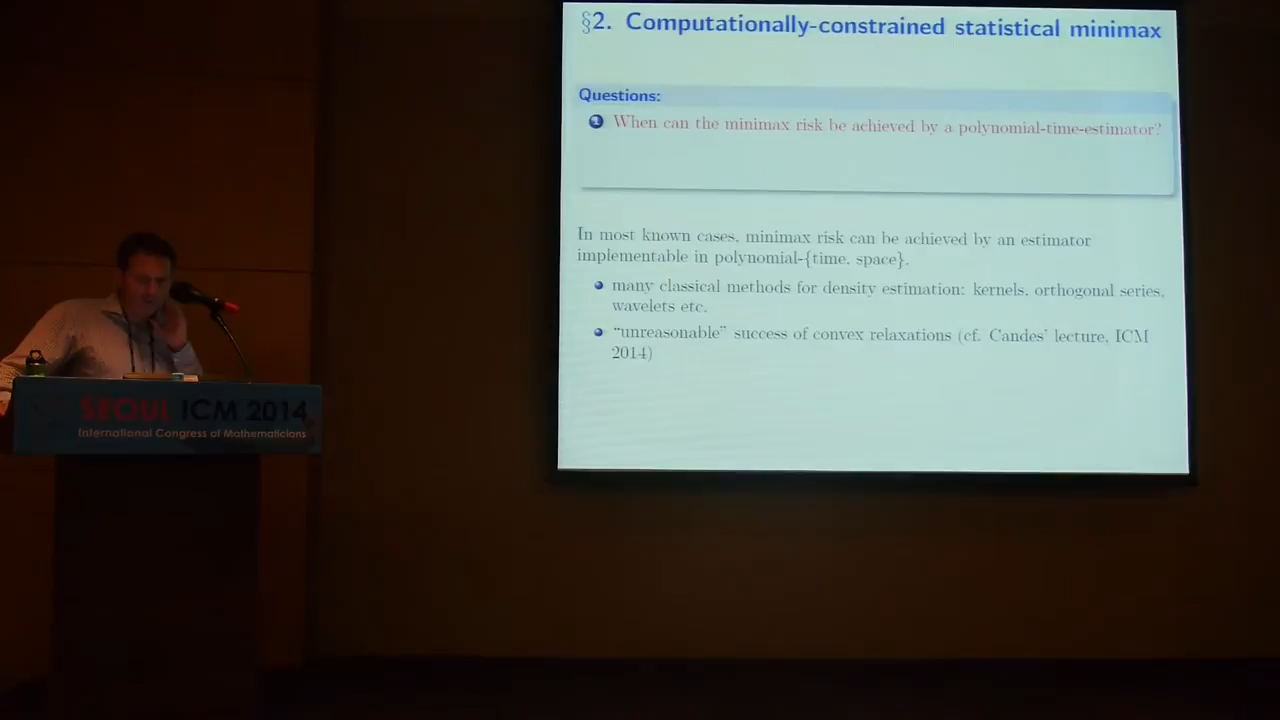 §2. Computationally-constrained statistical minimax
Questions:
1 When can the minimax risk be achieved by a polynomial-time-estimator?
In most known cases, minimax risk can be achieved by an estimator
implementable in polynomial-{time, space}.
many classical methods for density estimation: kernels, orthogonal series,
wavelets etc.
"unreasonable" success of convex relaxations (cf. Candes' lecture, ICM
2014)
SEOUL ICM 2014
International Congress of Mathematicians